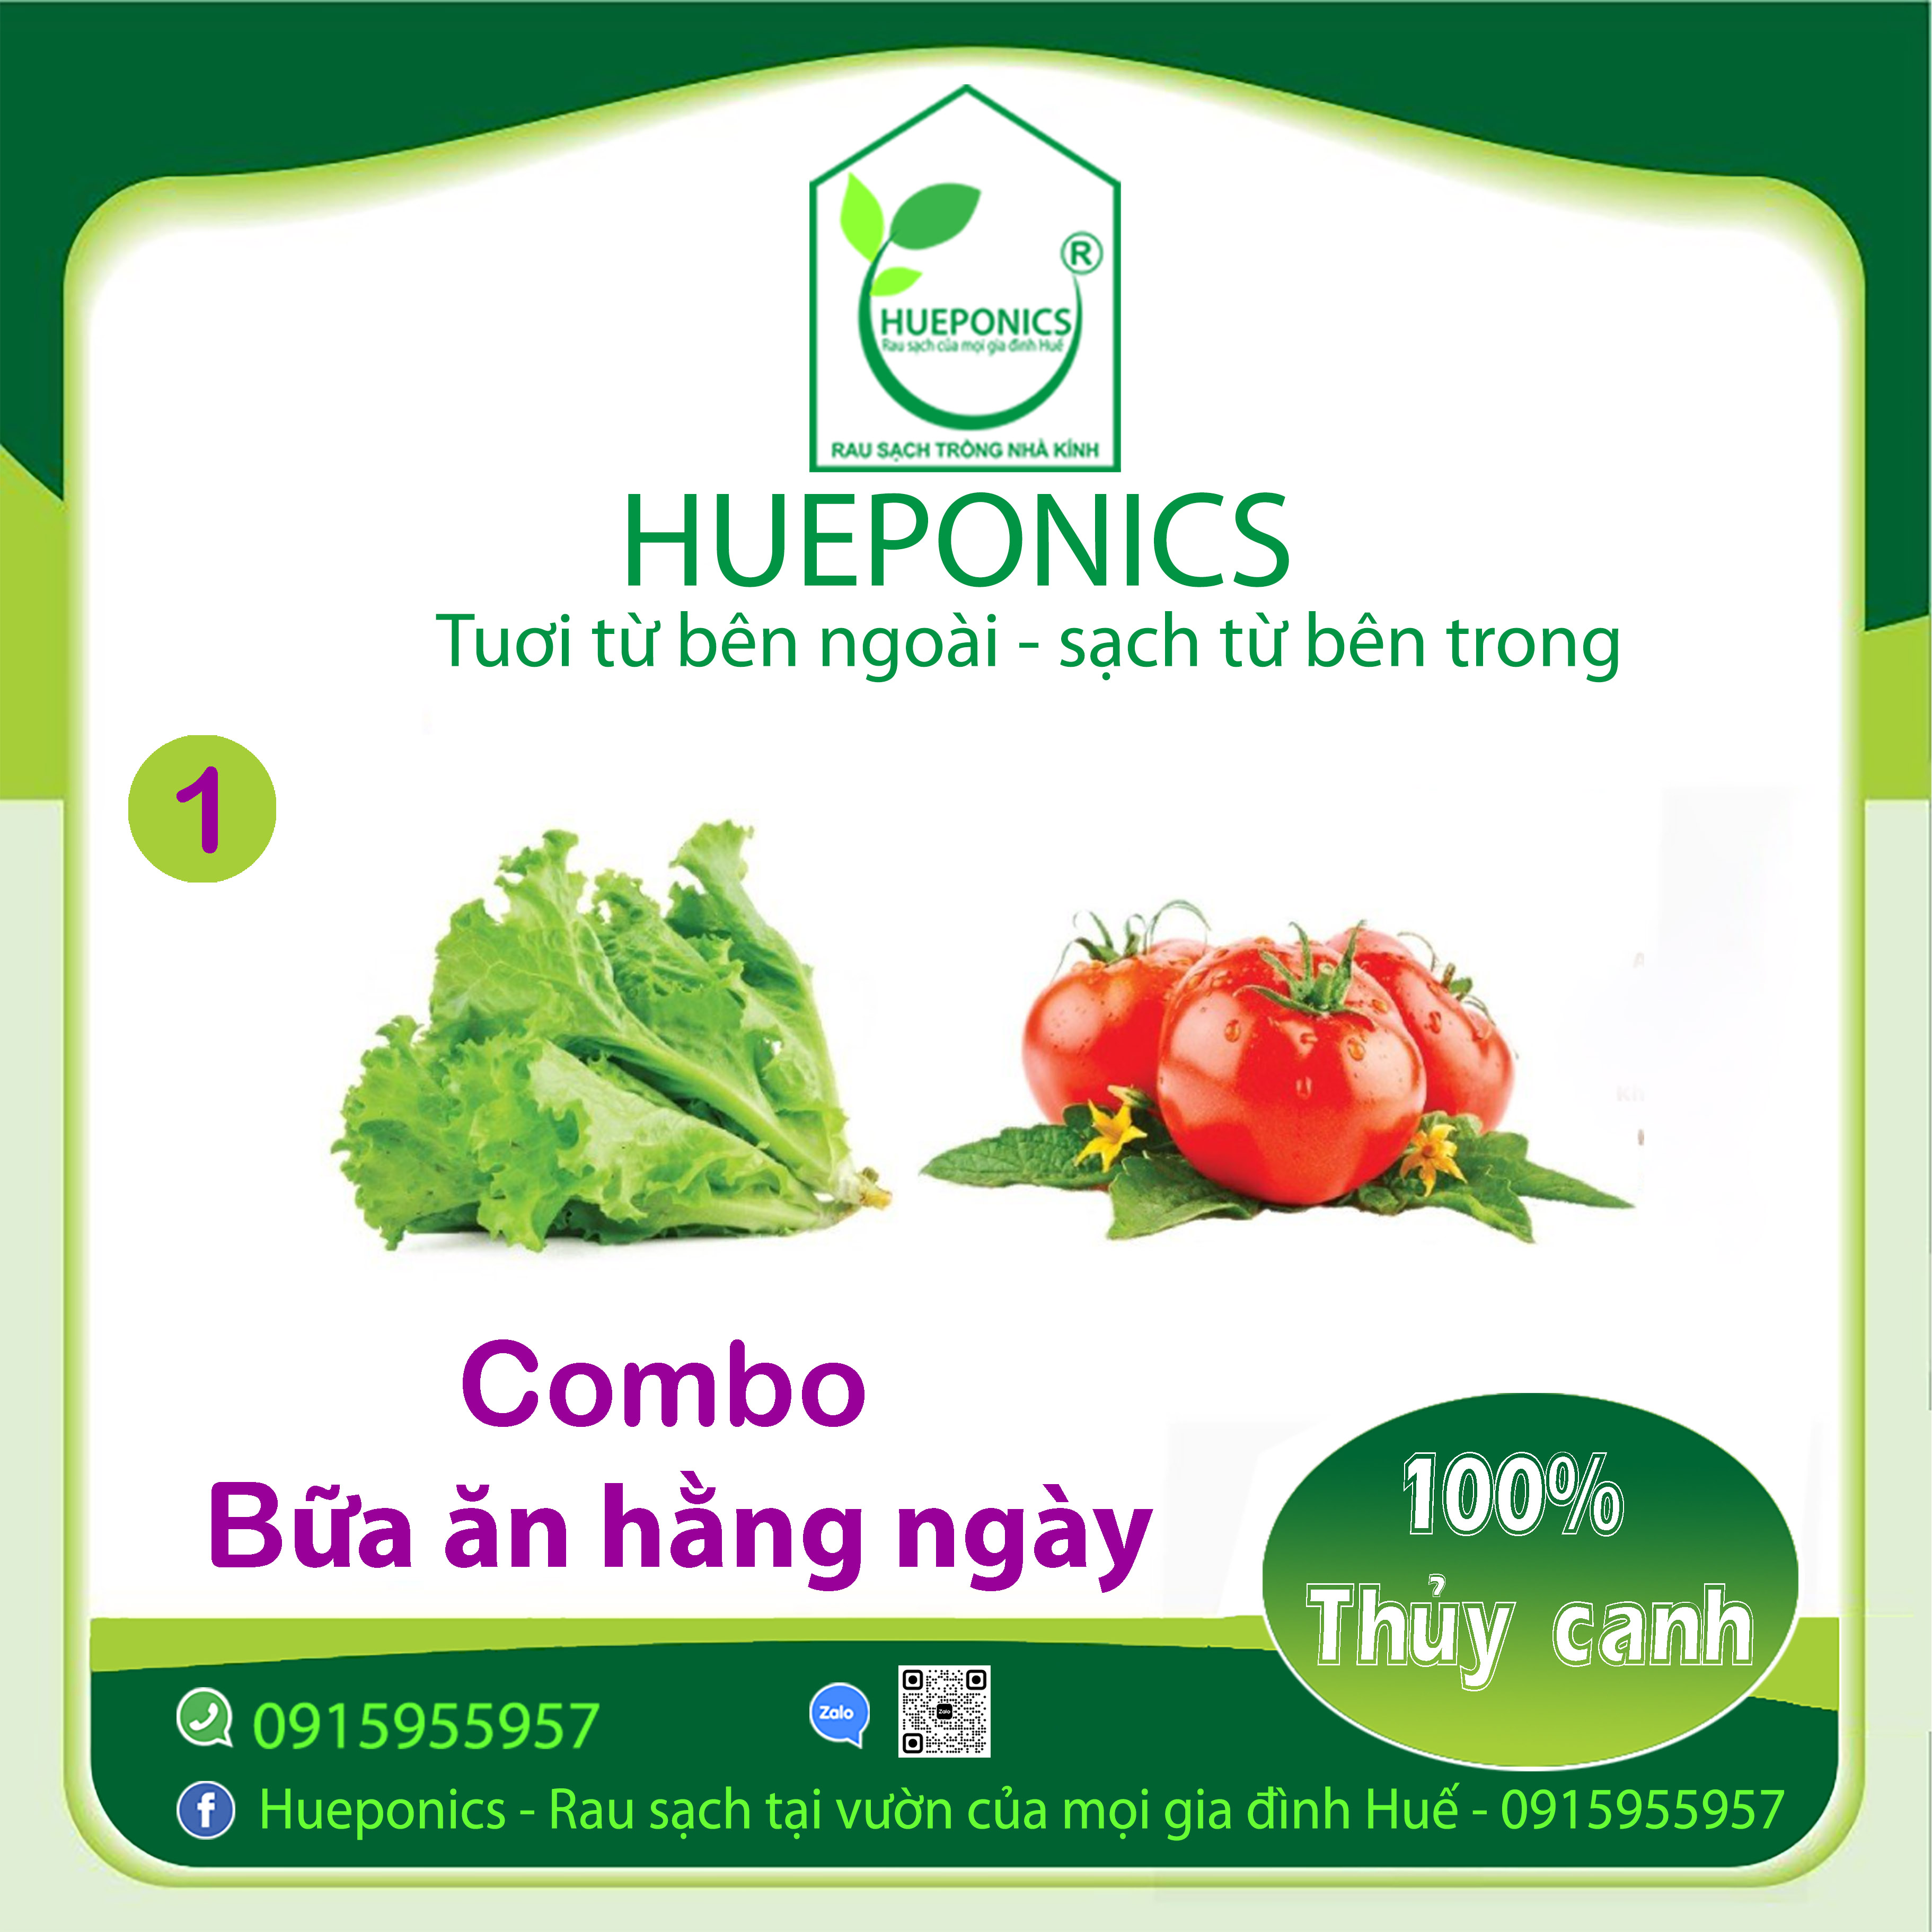 ®
HUEPONICS
Rau sạch của mọi gia đình Huế
RAU SẠCH TRỒNG NHÀ KÍNH
HUEPONICS
Tươi từ bên ngoài - sạch từ bên trong
1
Combo
Bữa ăn hằng ngày
100%
Thủy canh
0915955957
Zalo
Zalo
Hueponics - Rau sạch tại vườn của mọi gia đình Huế - 0915955957